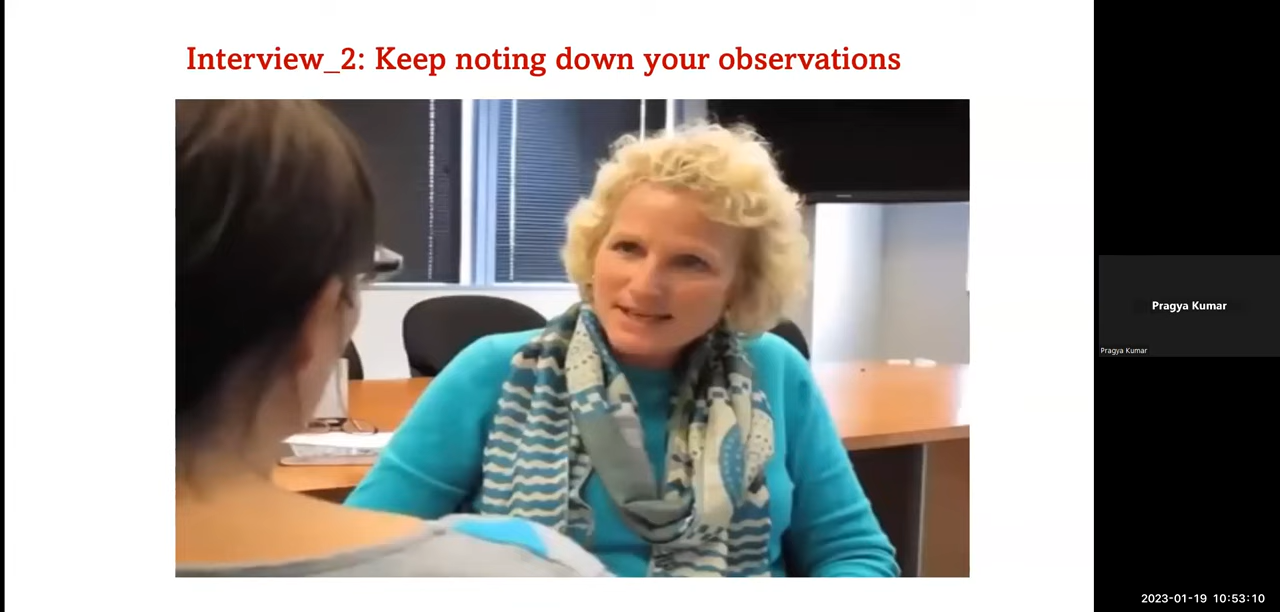 Interview_2: Keep noting down your observations
Pragya Kumar
Pragya Kumar
2023-01-19 10:53:10